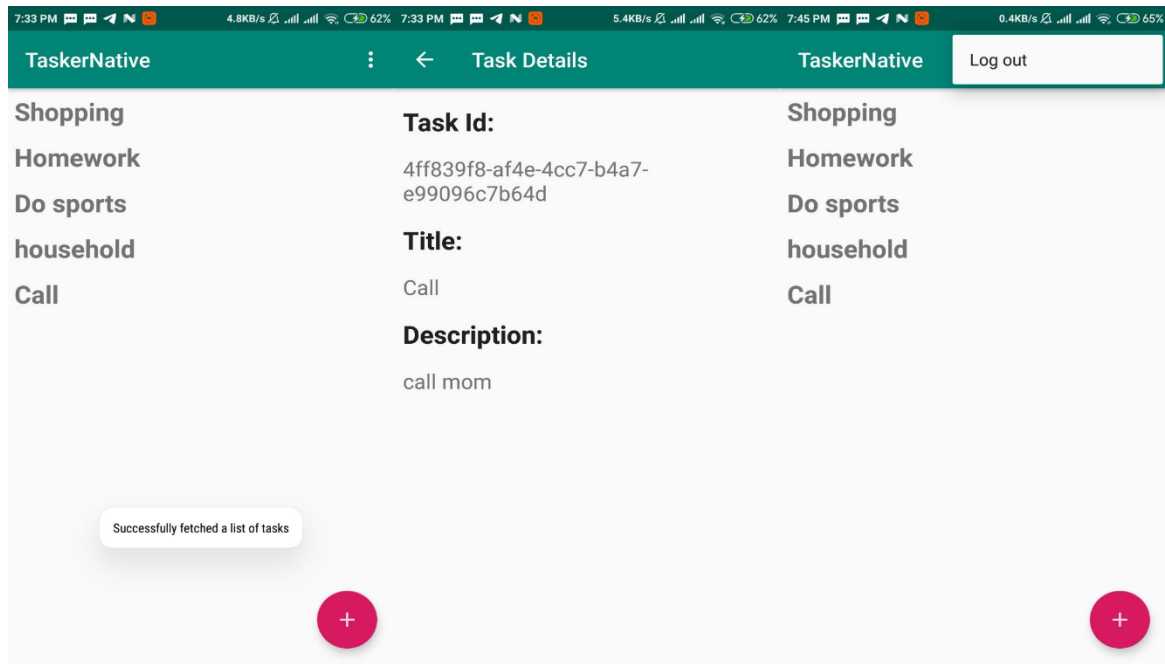 7:33 PM
4.8KB/s 62%
TaskerNative
Shopping
Homework
Do sports
household
Call
Successfully fetched a list of tasks
+
7:33 PM
5.4KB/s 62%
Task Details
Task Id:
4ff839f8-af4e-4cc7-b4a7-
e99096c7b64d
Title:
Call
Description:
call mom
7:45 PM
0.4KB/s 65%
TaskerNative
Log out
Shopping
Homework
Do sports
household
Call
+